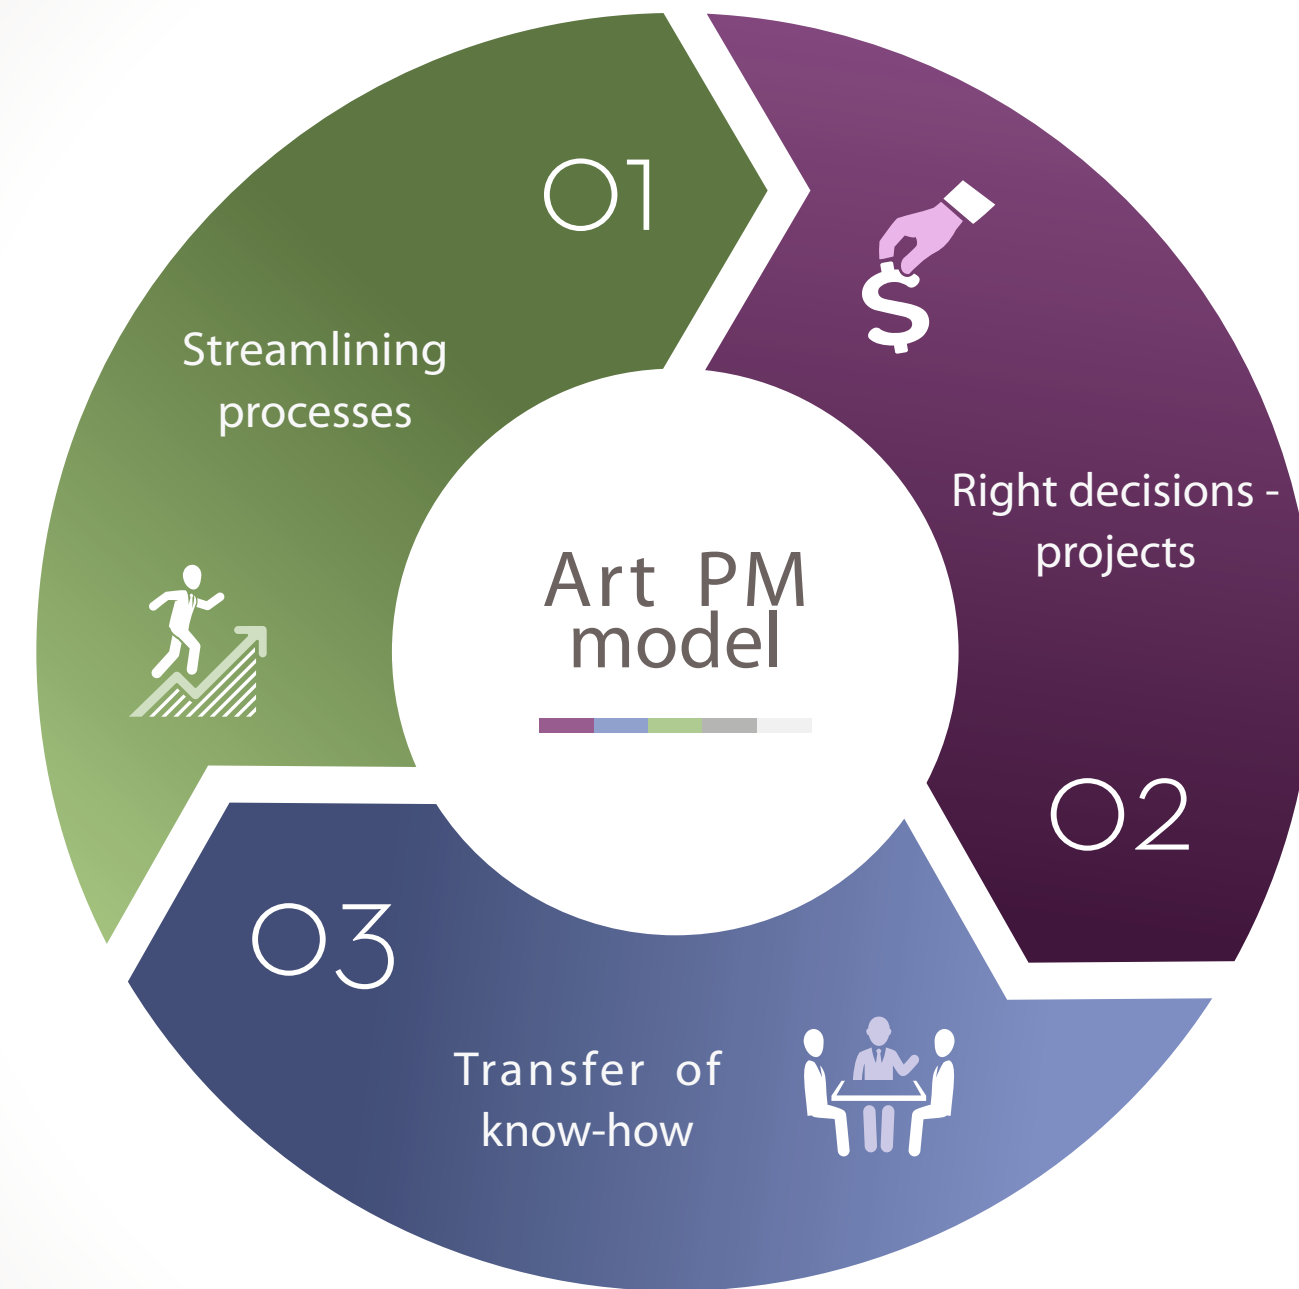 01
Streamlining
processes
Right decisions -
projects
02
Art PM
model
03
Transfer of
know-how